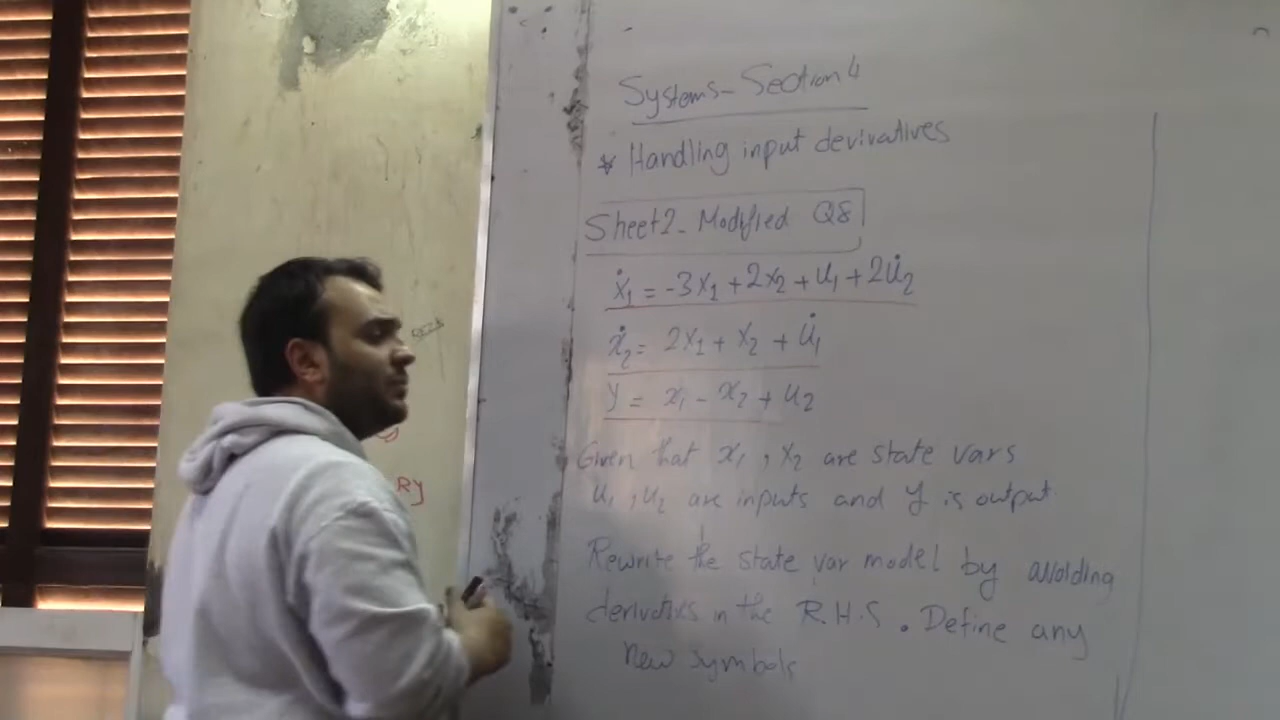 Systems - Section 4
* Handling input derivatives
Sheet2 - Modified Q8
ẋ₁ = -3x₁ + 2x₂ + u₁ + 2u̇₂
ẋ₂ = 2x₁ + x₂ + u̇₁
y = x₁ - x₂ + u₂
Given that x₁, x₂ are state vars
u₁, u₂ are inputs and y is output
Rewrite the state var model by avoiding
derivatives in the R.H.S. Define any
new symbols
RY